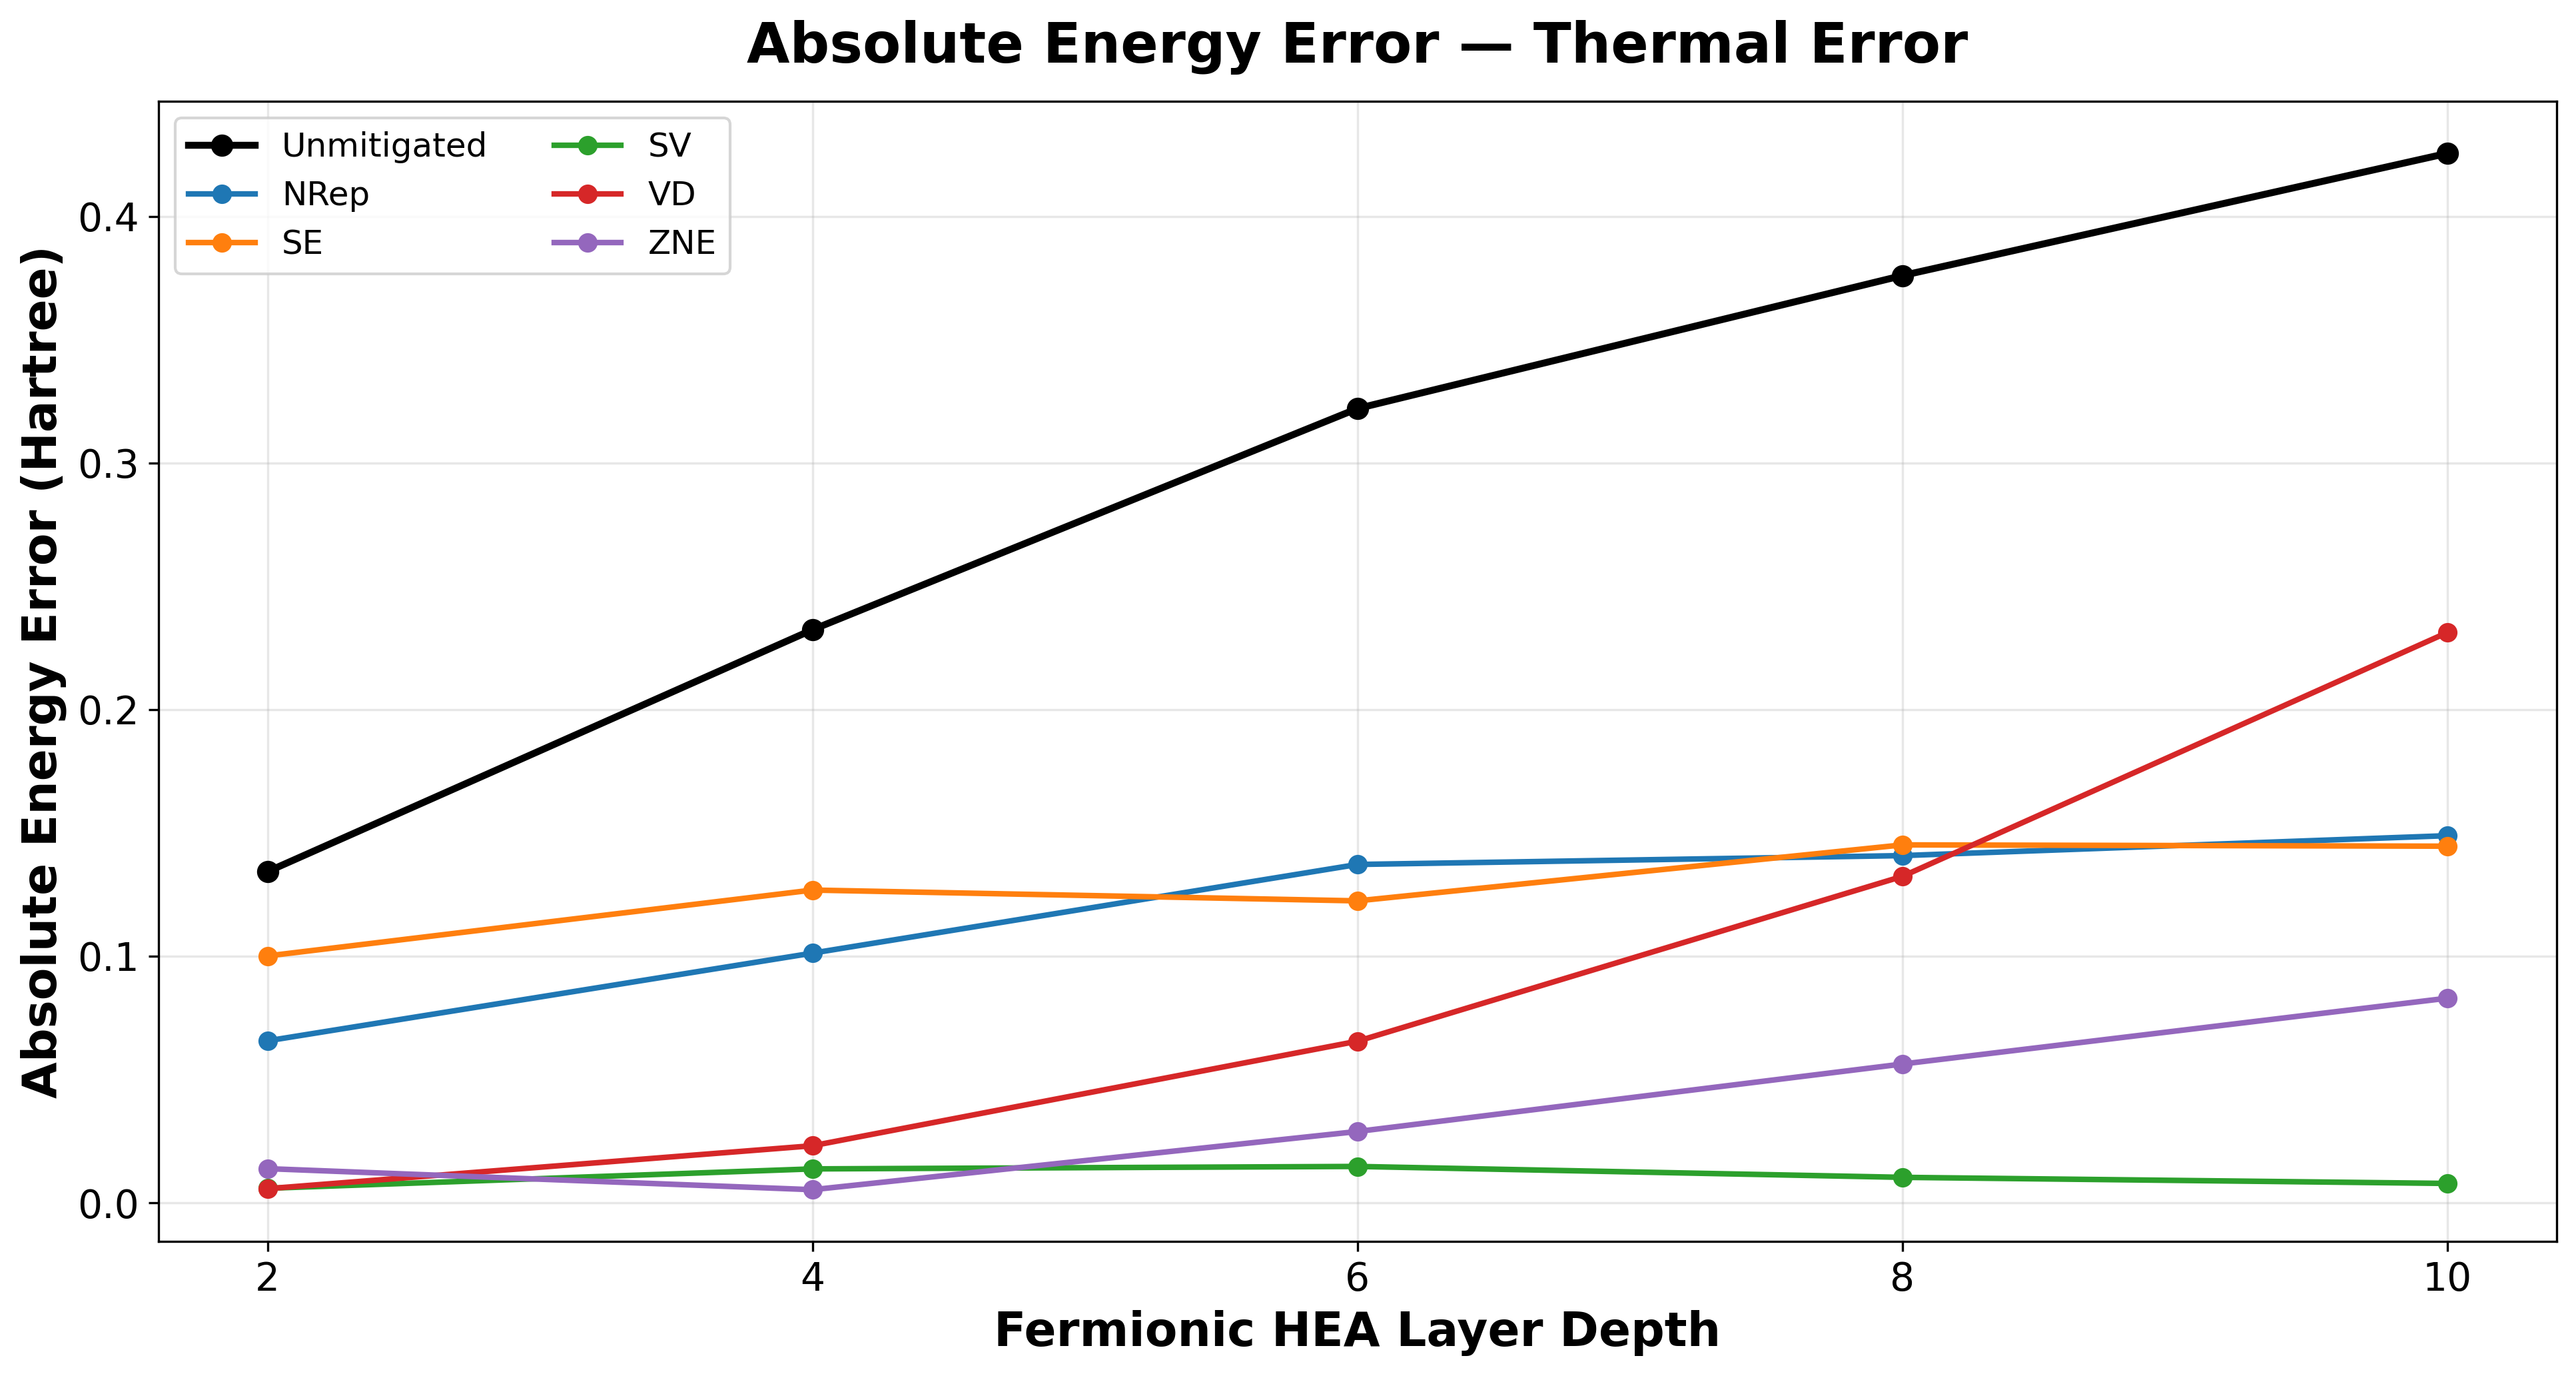 Absolute Energy Error — Thermal Error
Unmitigated
NRep
SE
SV
VD
ZNE
Absolute Energy Error (Hartree)
0.4
0.3
0.2
0.1
0.0
2 4 6 8 10
Fermionic HEA Layer Depth